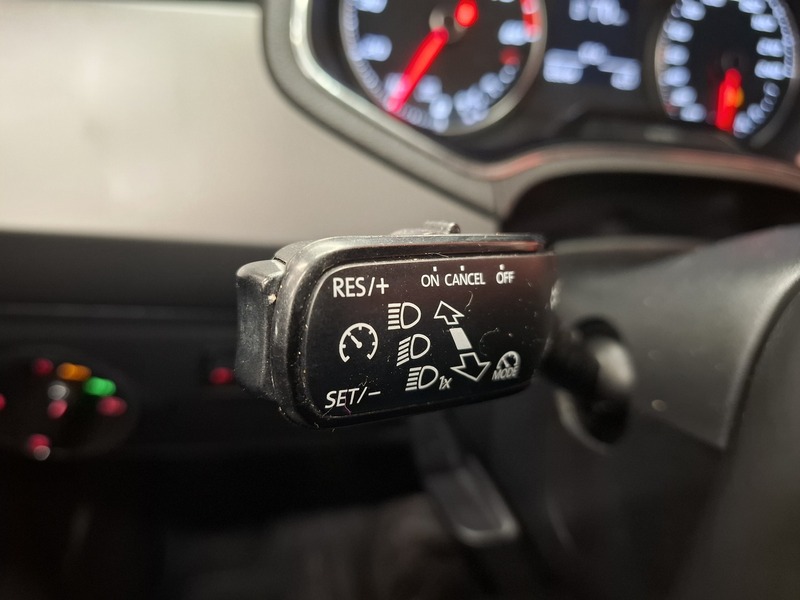 RES/+ ON CANCEL OFF
1x
MODE
SET/-